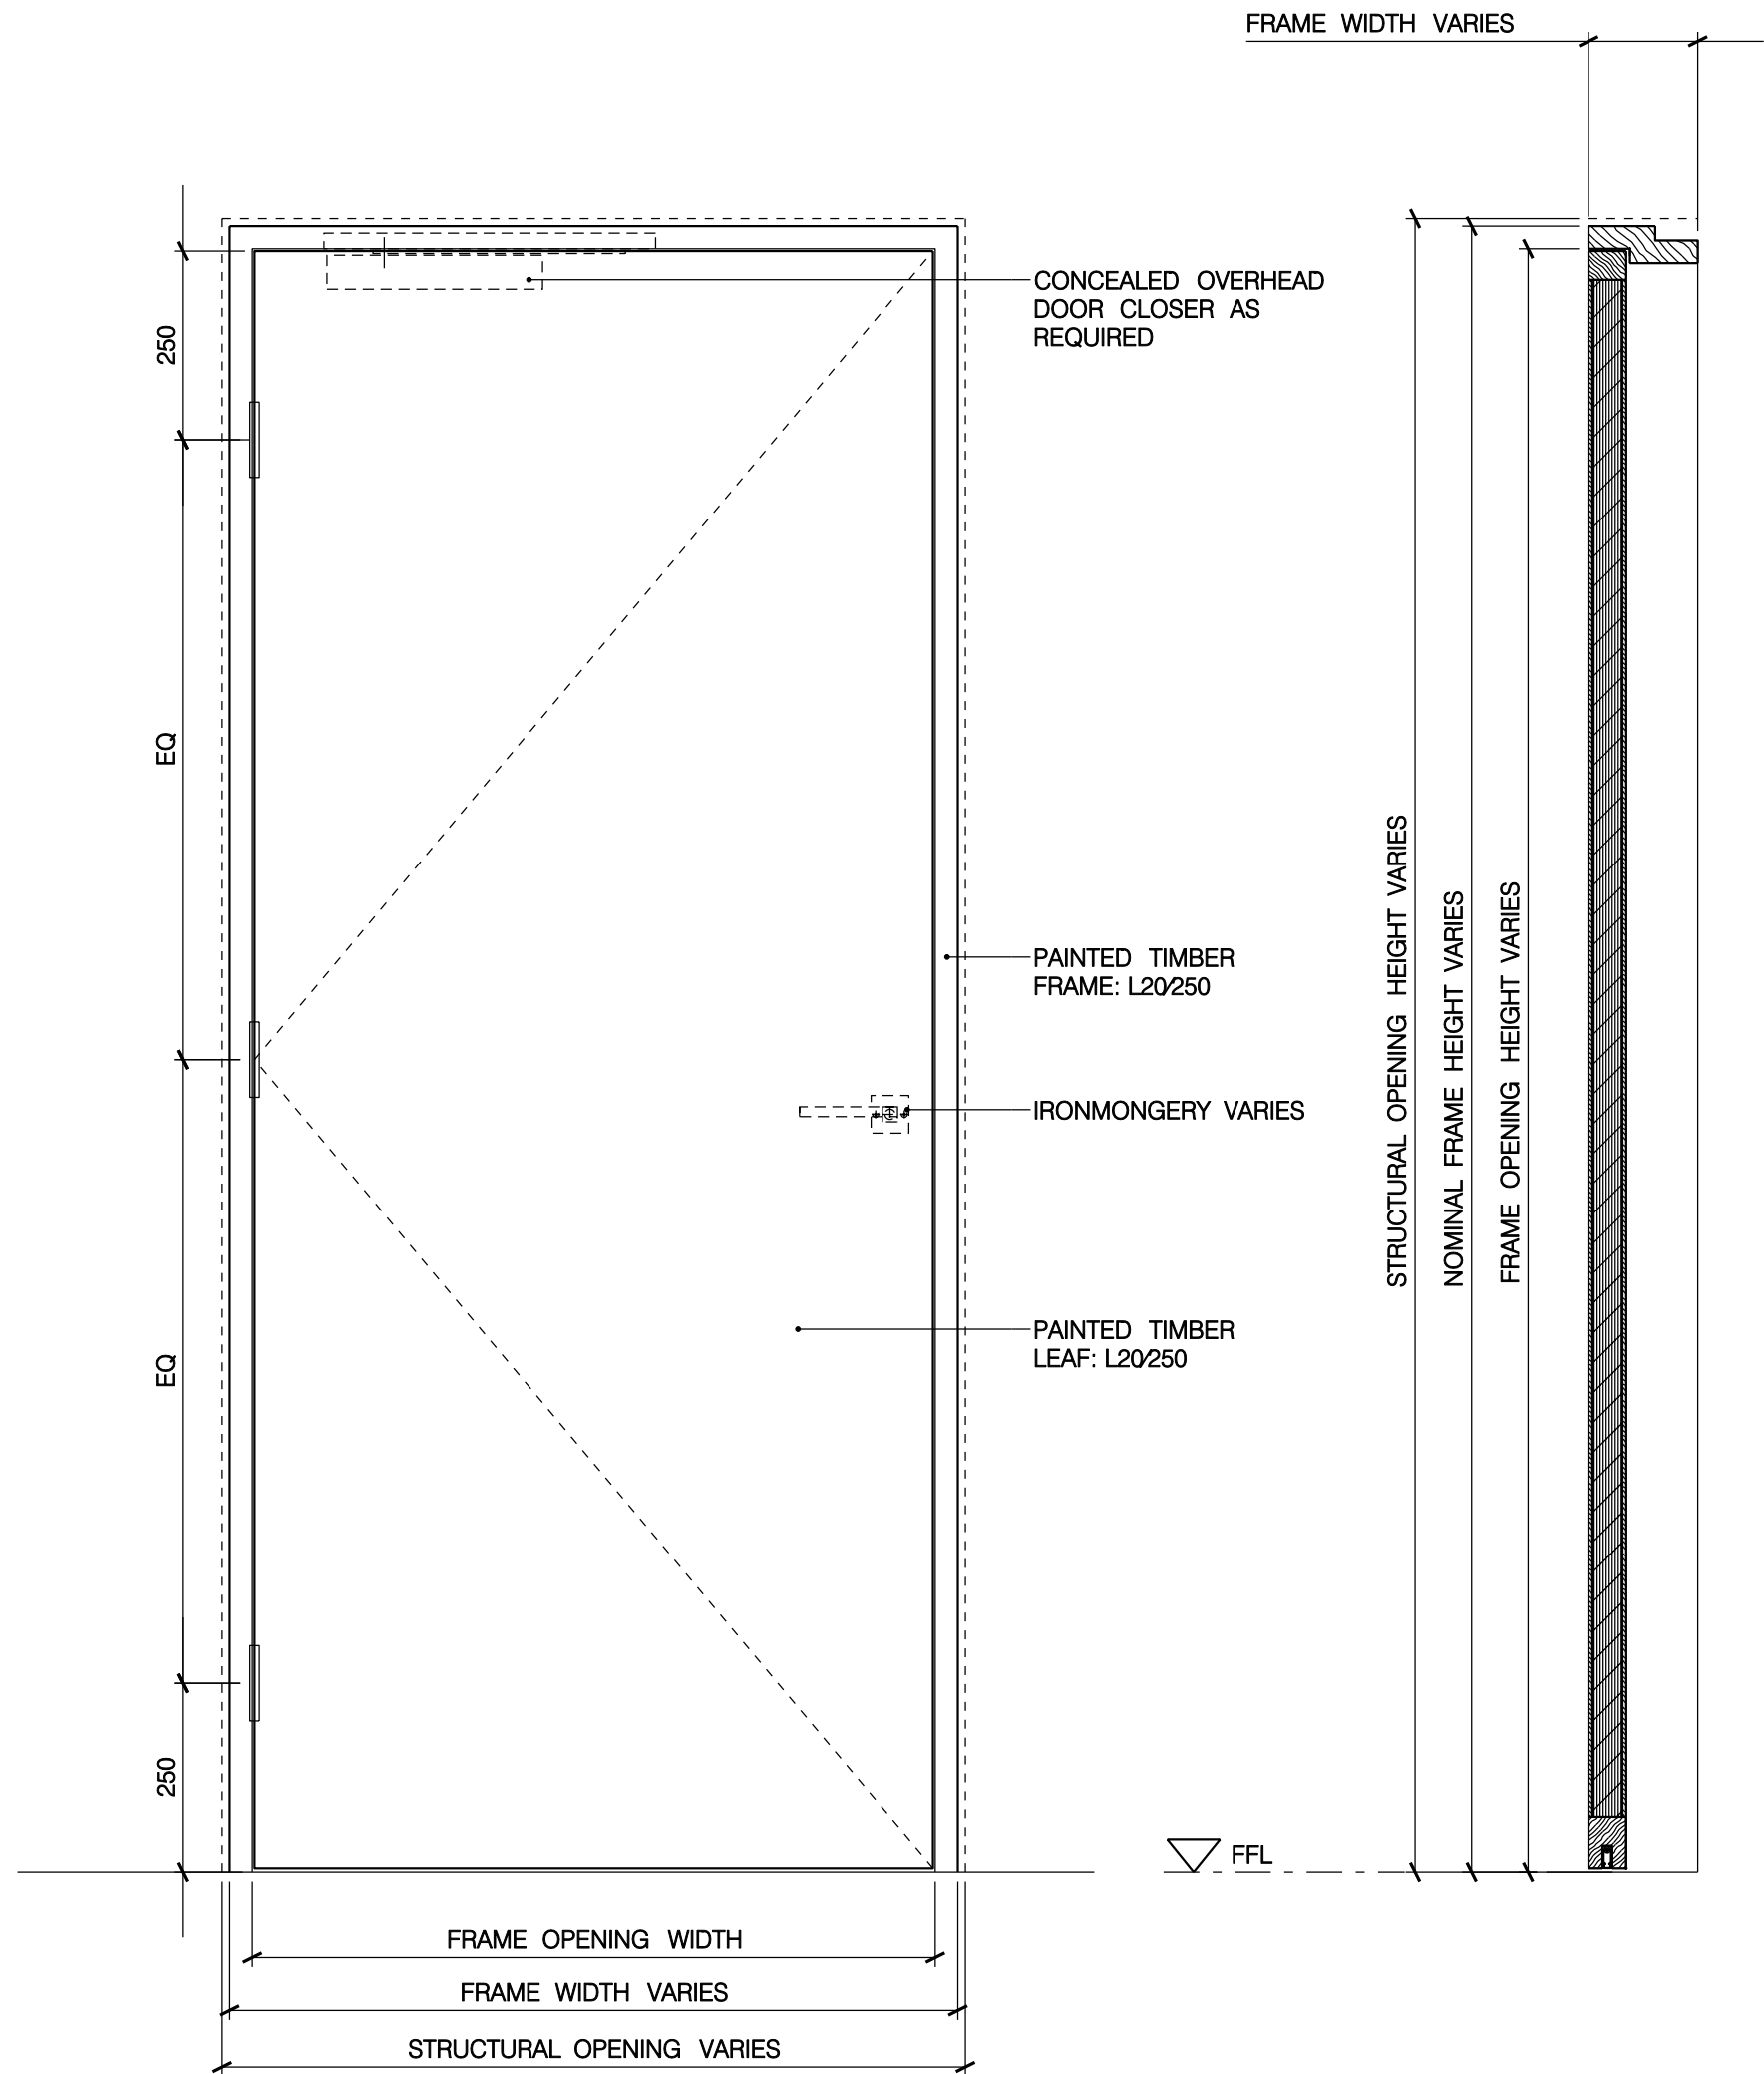 FRAME WIDTH VARIES
CONCEALED OVERHEAD
DOOR CLOSER AS
REQUIRED
250
EQ
PAINTED TIMBER
FRAME: L20/250
IRONMONGERY VARIES
PAINTED TIMBER
LEAF: L20/250
EQ
250
STRUCTURAL OPENING HEIGHT VARIES
NOMINAL FRAME HEIGHT VARIES
FRAME OPENING HEIGHT VARIES
FFL
FRAME OPENING WIDTH
FRAME WIDTH VARIES
STRUCTURAL OPENING VARIES